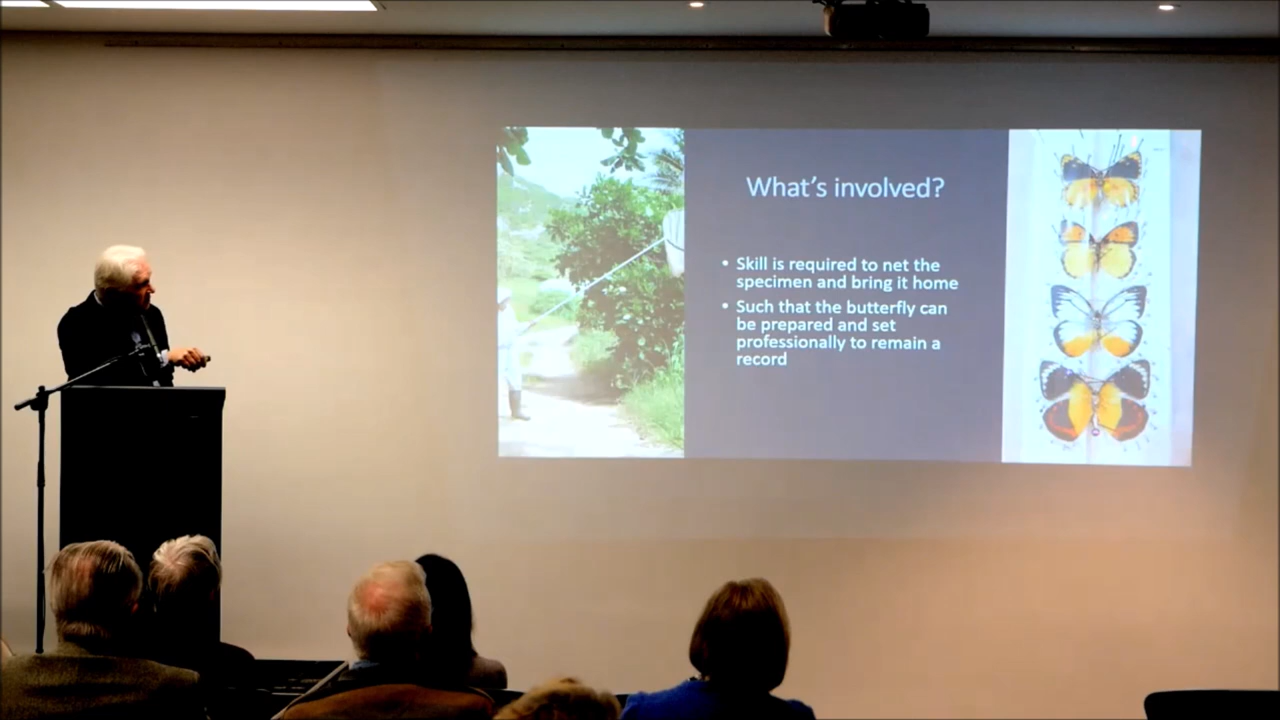 What's involved?
• Skill is required to net the
specimen and bring it home
• Such that the butterfly can
be prepared and set
professionally to remain a
record